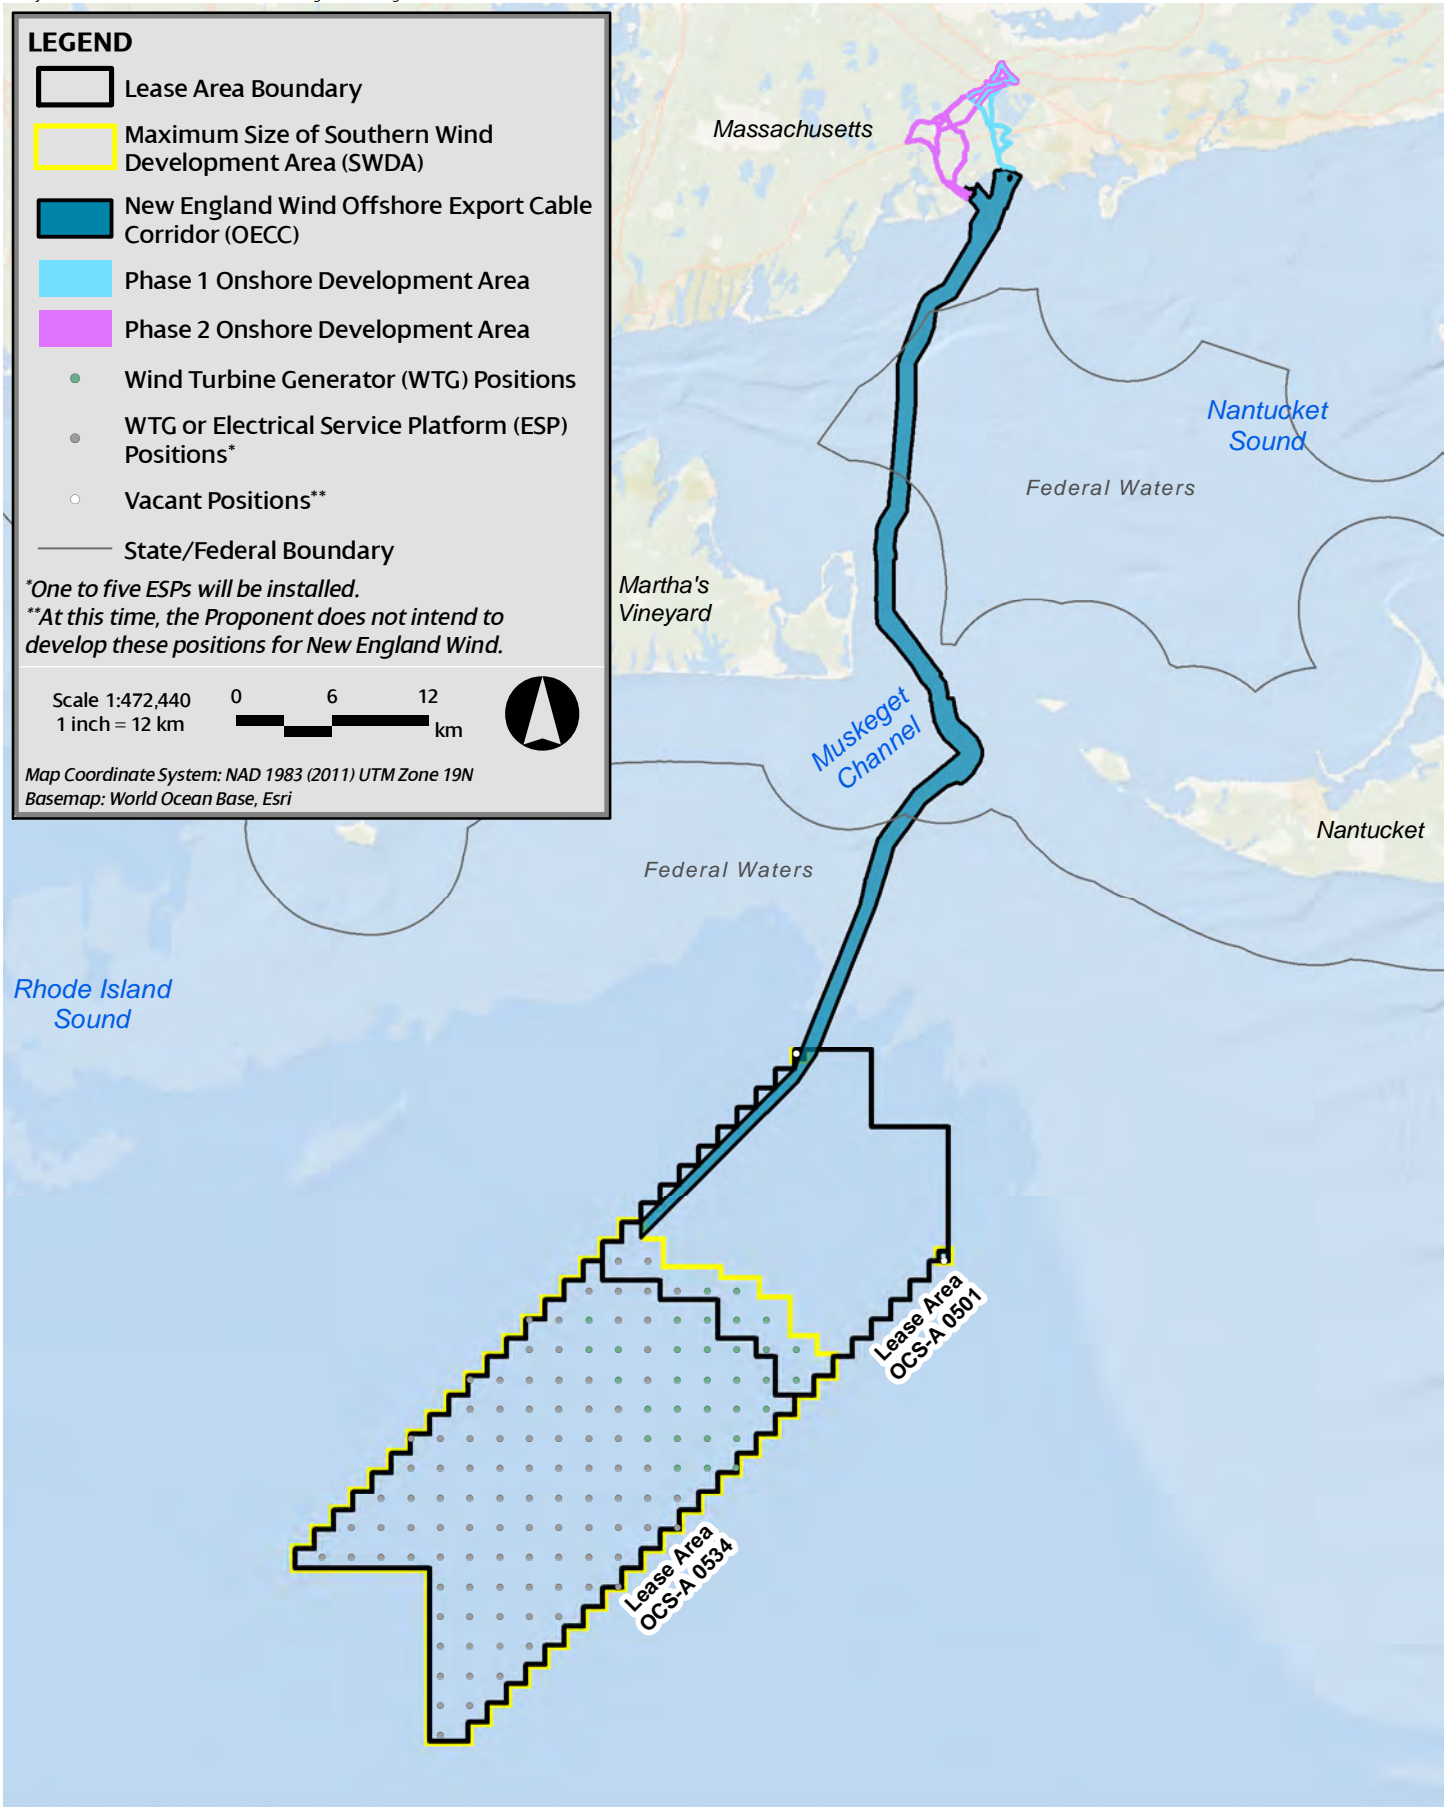 LEGEND
Lease Area Boundary
Maximum Size of Southern Wind
Development Area (SWDA)
New England Wind Offshore Export Cable
Corridor (OECC)
Phase 1 Onshore Development Area
Phase 2 Onshore Development Area
Wind Turbine Generator (WTG) Positions
WTG or Electrical Service Platform (ESP)
Positions*
Vacant Positions**
State/Federal Boundary
*One to five ESPs will be installed.
**At this time, the Proponent does not intend to
develop these positions for New England Wind.
Scale 1:472,440
1 inch = 12 km
0 6 12
km
Map Coordinate System: NAD 1983 (2011) UTM Zone 19N
Basemap: World Ocean Base, Esri
Massachusetts
Nantucket
Sound
Federal Waters
Martha's
Vineyard
Muskeget
Channel
Nantucket
Federal Waters
Rhode Island
Sound
Lease Area
OCS-A 0501
Lease Area
OCS-A 0534